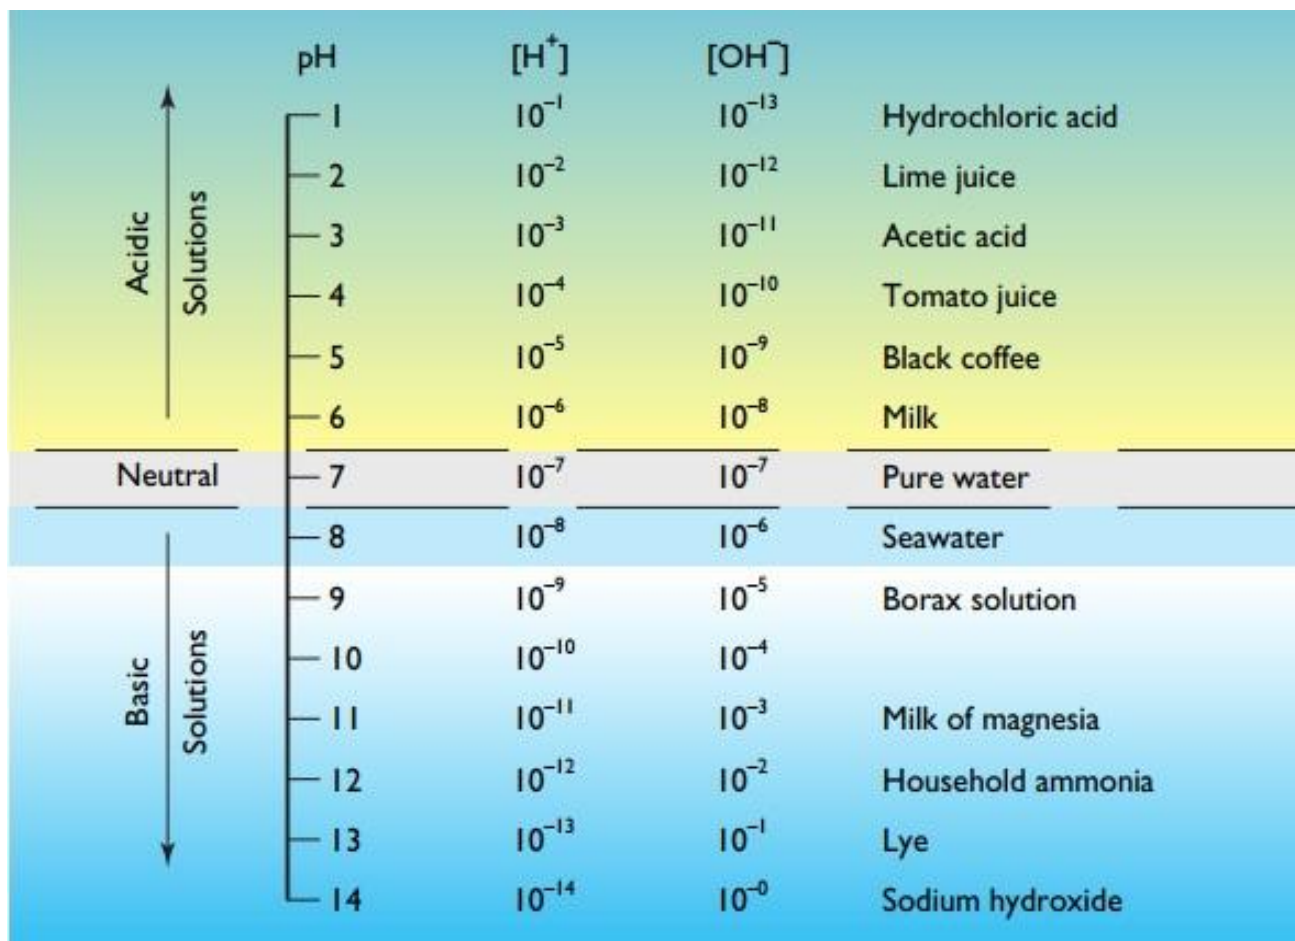 pH [H⁺] [OH⁻]
1 10⁻¹ 10⁻¹³ Hydrochloric acid
2 10⁻² 10⁻¹² Lime juice
3 10⁻³ 10⁻¹¹ Acetic acid
4 10⁻⁴ 10⁻¹⁰ Tomato juice
5 10⁻⁵ 10⁻⁹ Black coffee
6 10⁻⁶ 10⁻⁸ Milk
Acidic
Solutions
Neutral 7 10⁻⁷ 10⁻⁷ Pure water
8 10⁻⁸ 10⁻⁶ Seawater
9 10⁻⁹ 10⁻⁵ Borax solution
10 10⁻¹⁰ 10⁻⁴
11 10⁻¹¹ 10⁻³ Milk of magnesia
12 10⁻¹² 10⁻² Household ammonia
13 10⁻¹³ 10⁻¹ Lye
14 10⁻¹⁴ 10⁻⁰ Sodium hydroxide
Basic
Solutions